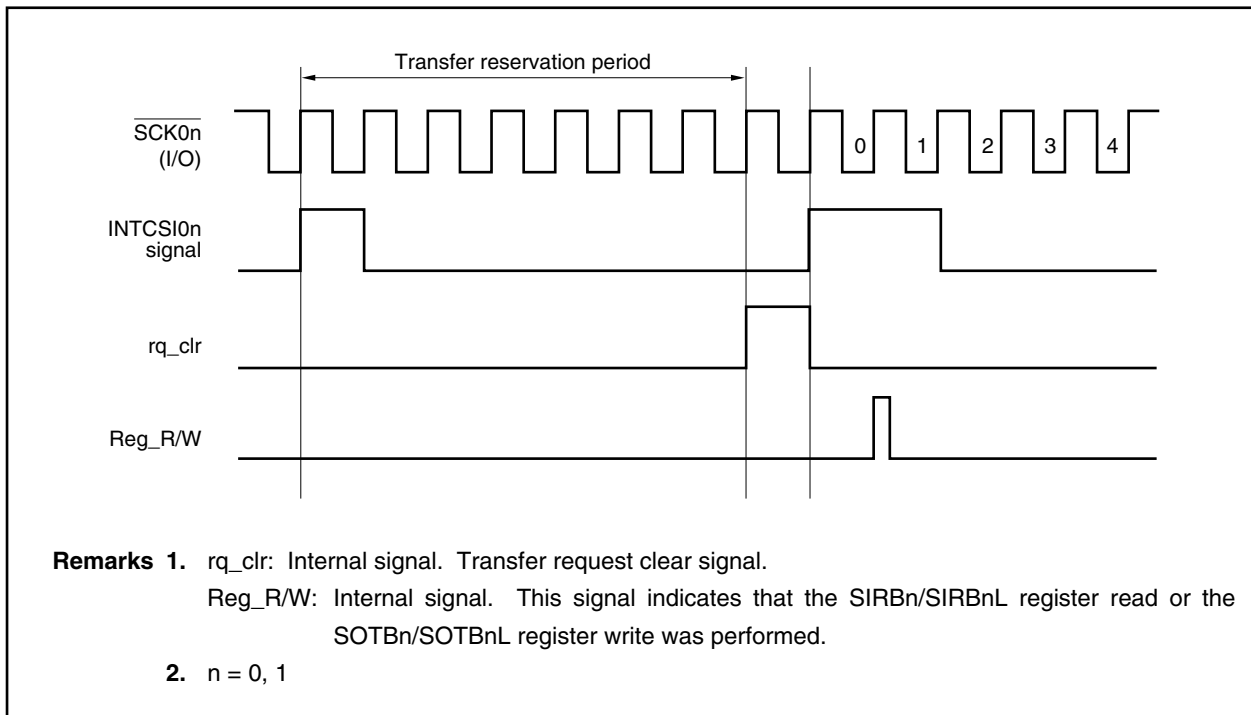 Transfer reservation period
SCK0n
(I/O)
0 1 2 3 4
INTCSI0n
signal
rq_clr
Reg_R/W
Remarks 1. rq_clr: Internal signal. Transfer request clear signal.
Reg_R/W: Internal signal. This signal indicates that the SIRBn/SIRBnL register read or the
SOTBn/SOTBnL register write was performed.
2. n = 0, 1